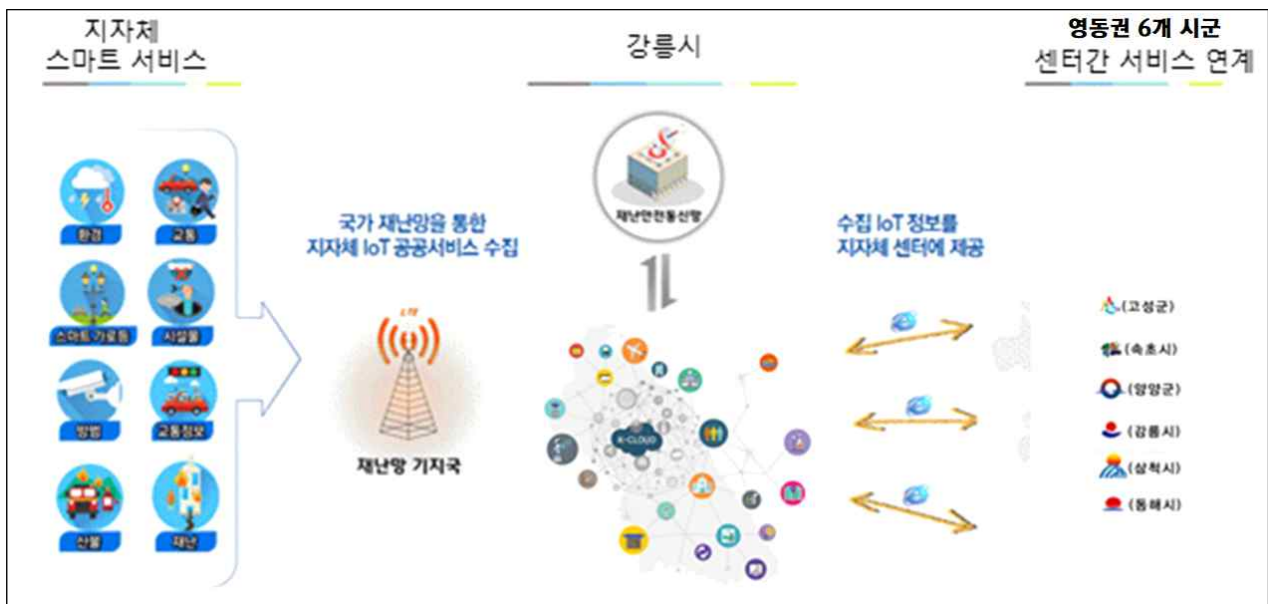 지자체
스마트 서비스
강릉시
영동권 6개 시군
센터간 서비스 연계
환경
교통
스마트 가로등
시설물
방범
교통정보
산불
재난
국가 재난망을 통한
지자체 IoT 공공서비스 수집
LTE
재난망 기지국
재난안전통신망
K-CLOUD
수집 IoT 정보를
지자체 센터에 제공
(고성군)
(속초시)
(양양군)
(강릉시)
(삼척시)
(동해시)